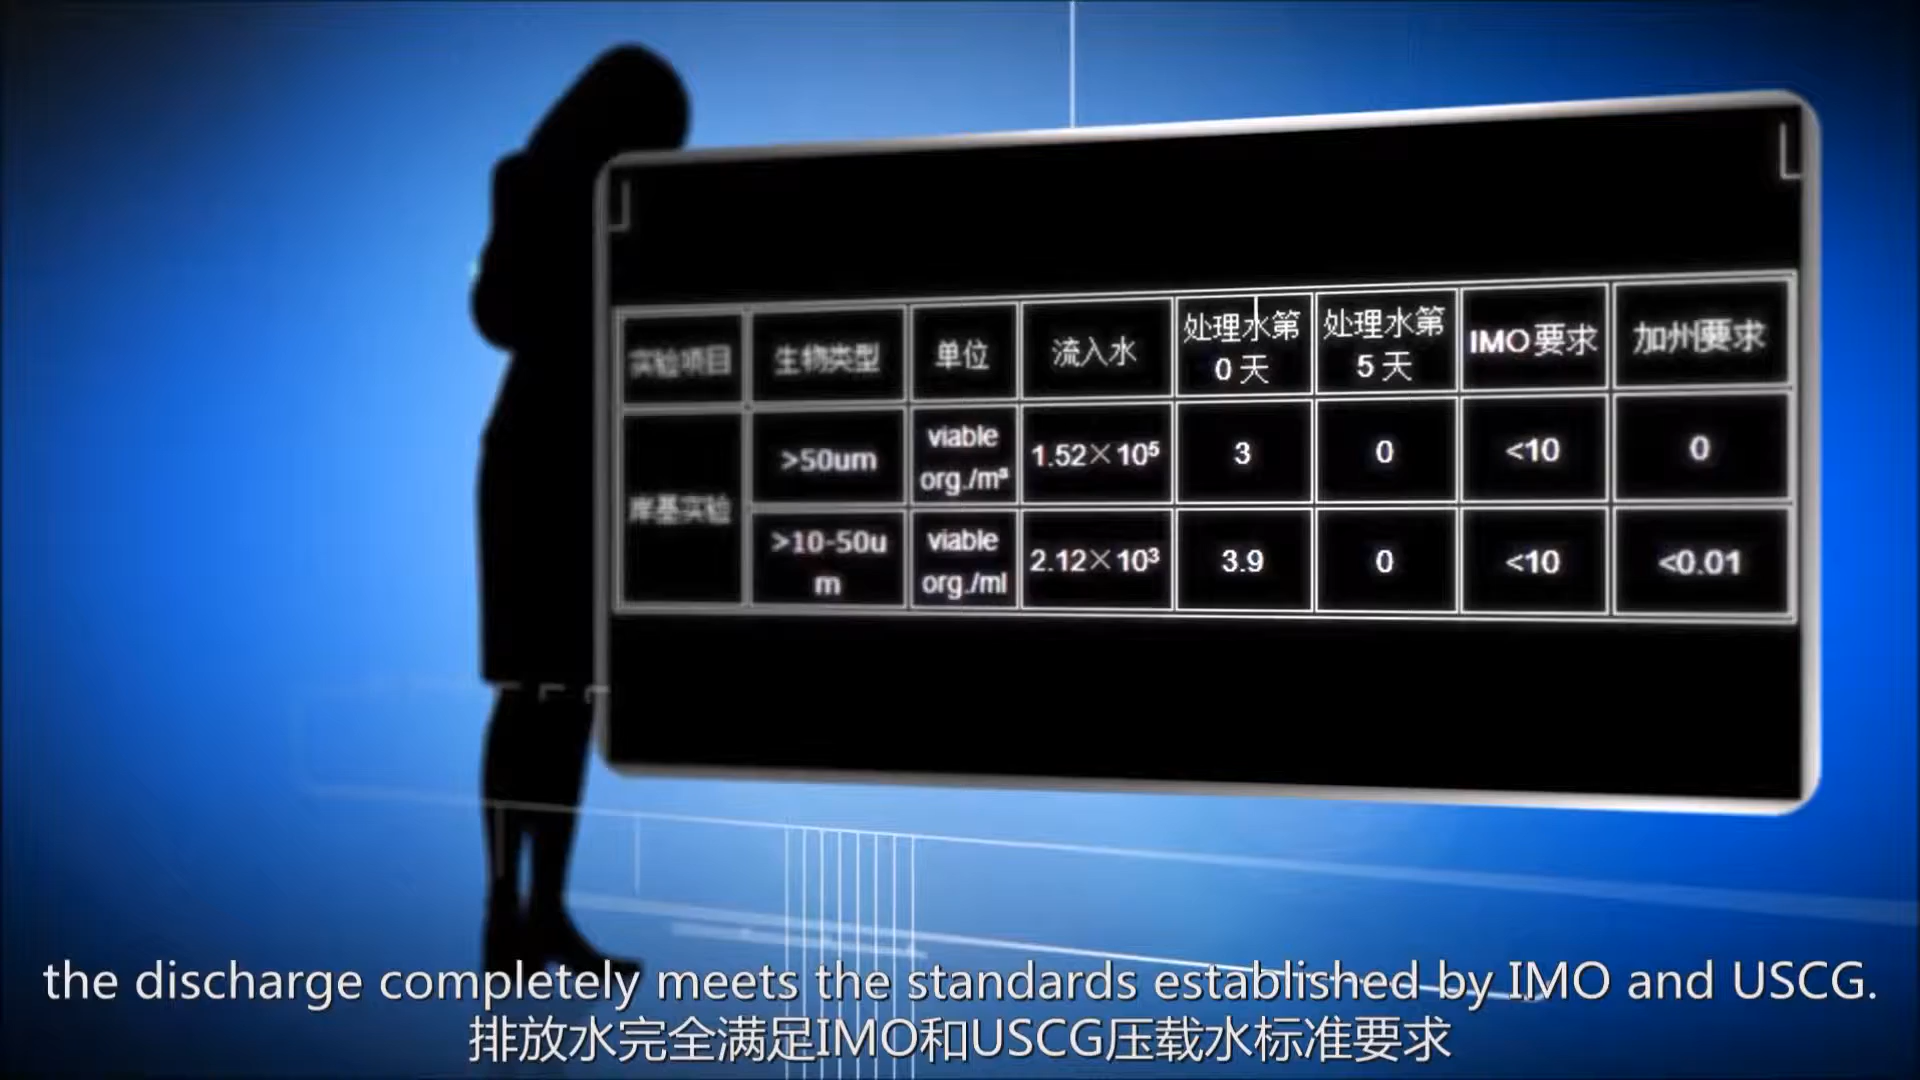 实验项目
生物类型
单位
流入水
处理水第
0 天
处理水第
5 天
IMO要求
加州要求
岸基实验
>50um
viable
org./m³
1.52×10⁵
3
0
<10
0
>10-50u
m
viable
org./ml
2.12×10³
3.9
0
<10
<0.01
the discharge completely meets the standards established by IMO and USCG.
排放水完全满足IMO和USCG压载水标准要求